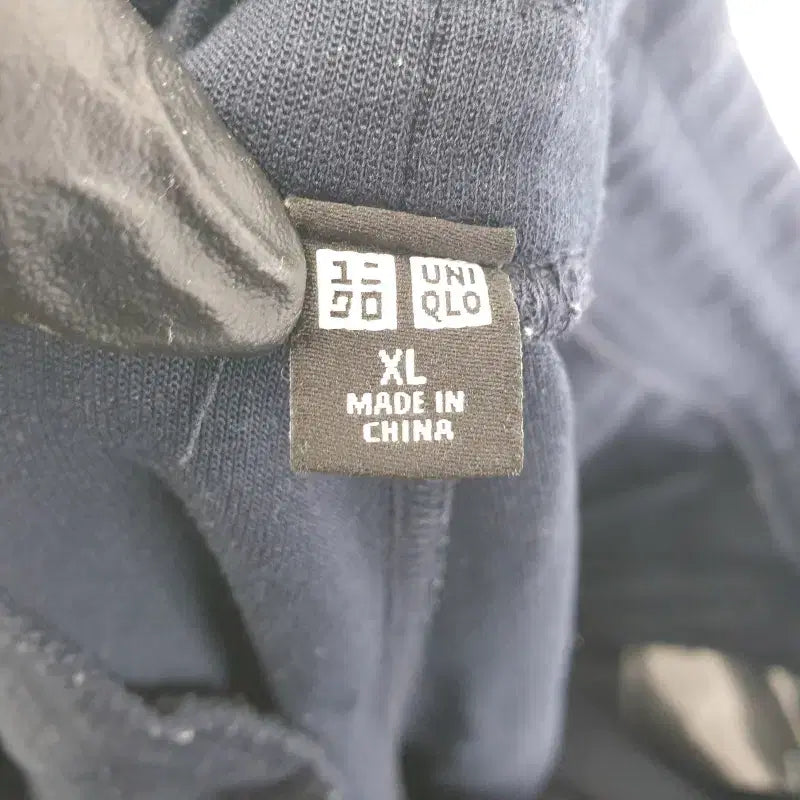 ユニ UNI
クロ QLO
XL
MADE IN
CHINA